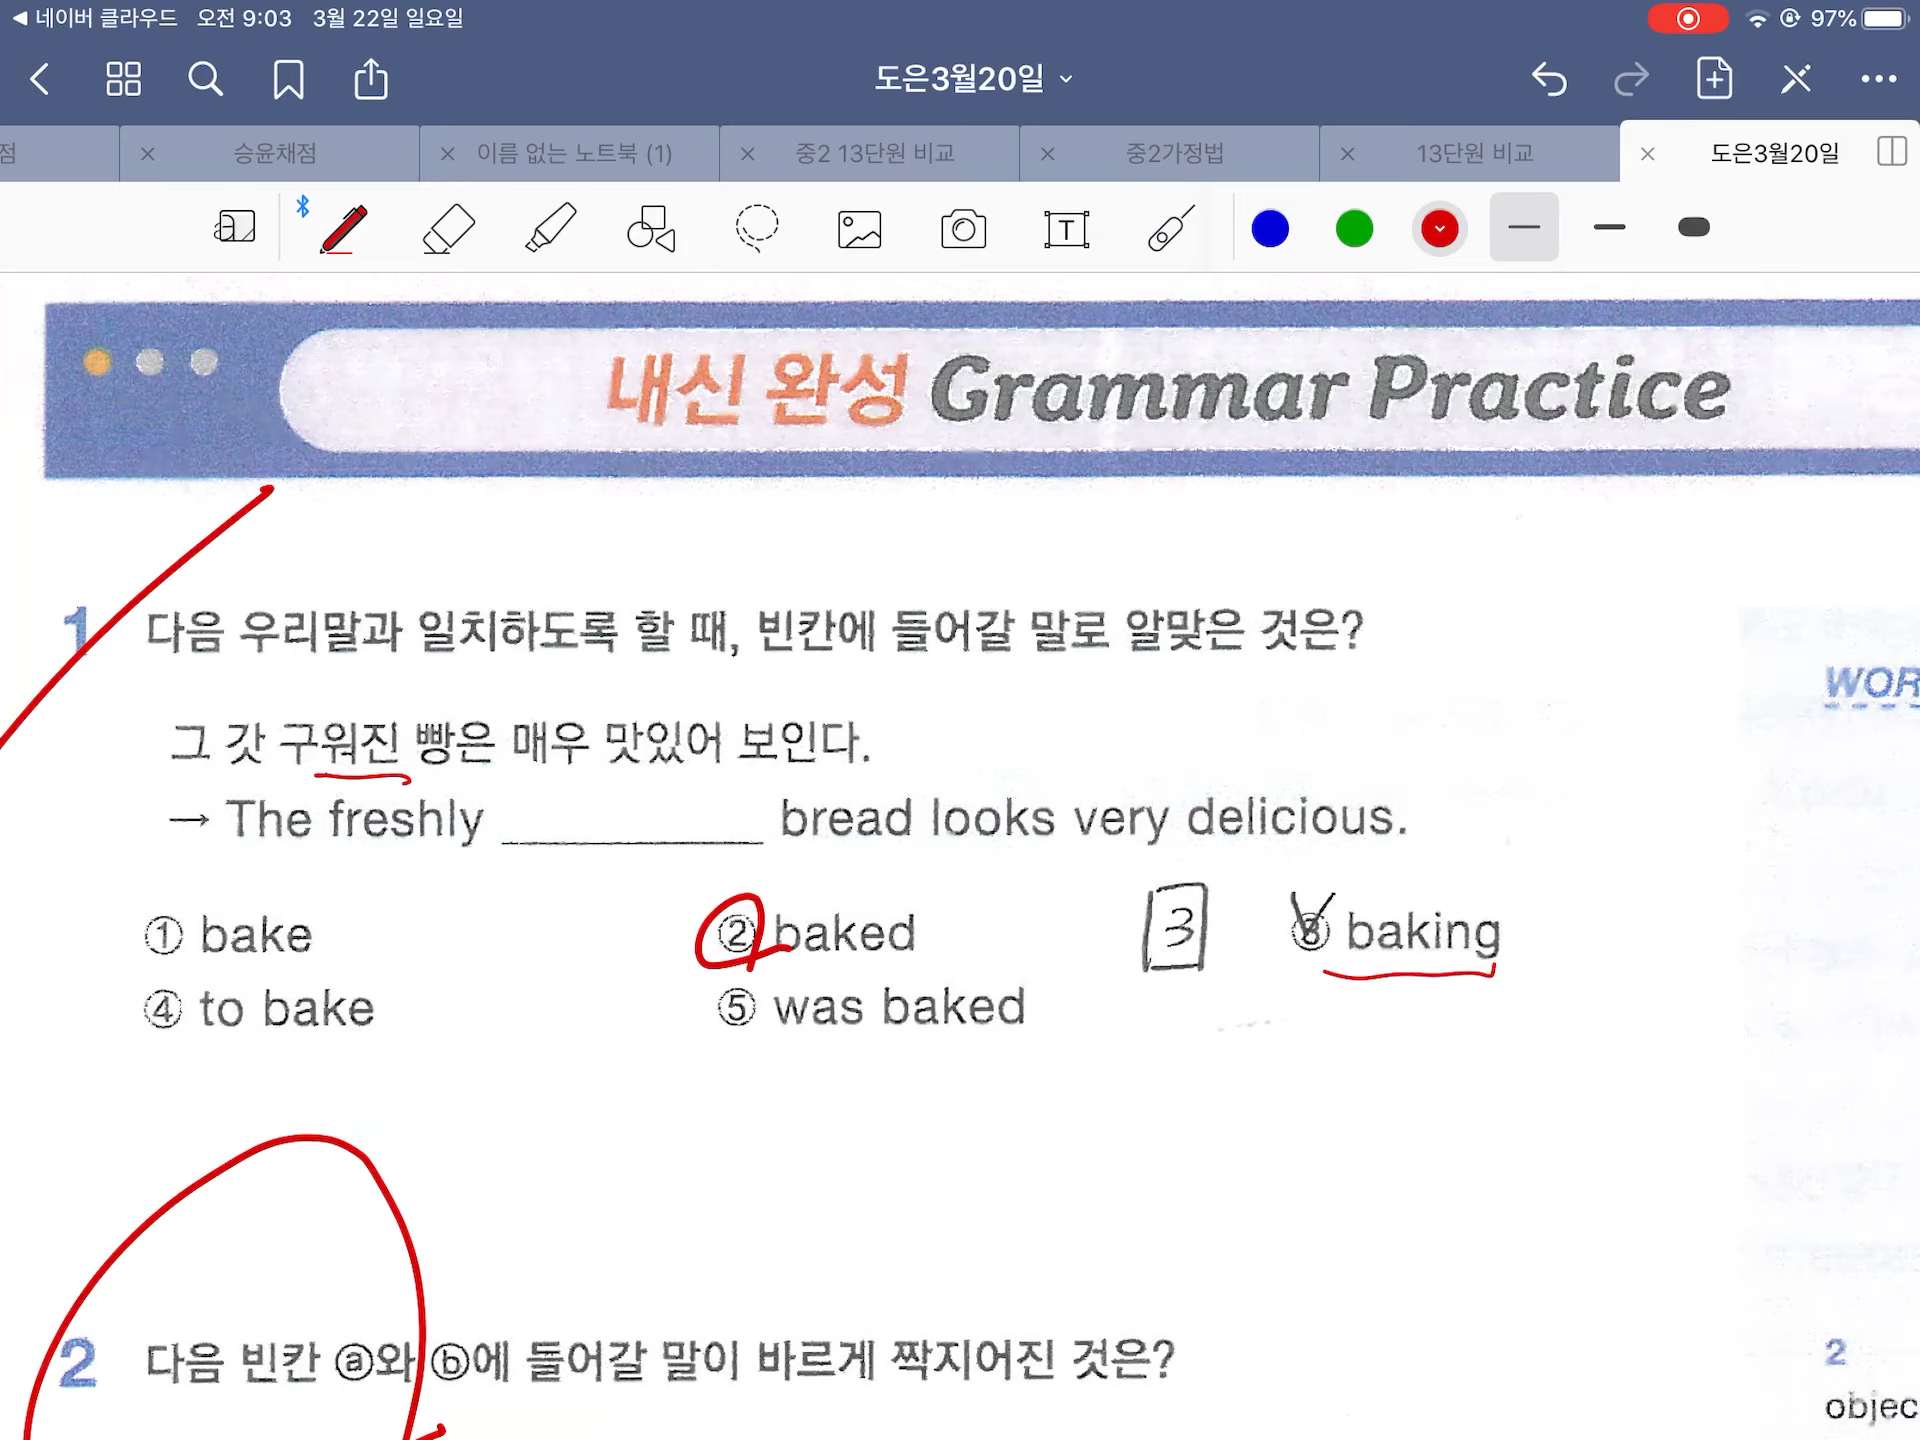 ◀ 네이버 클라우드 오전 9:03 3월 22일 일요일 97%
도은3월20일
점 승윤채점 이름 없는 노트북 (1) 중2 13단원 비교 중2가정법 13단원 비교 도은3월20일
내신 완성 Grammar Practice
1 다음 우리말과 일치하도록 할 때, 빈칸에 들어갈 말로 알맞은 것은?
WOR
그 갓 구워진 빵은 매우 맛있어 보인다.
→ The freshly __________ bread looks very delicious.
① bake ② baked 3 ③ baking
④ to bake ⑤ was baked
2 다음 빈칸 ⓐ와 ⓑ에 들어갈 말이 바르게 짝지어진 것은?
2
objec